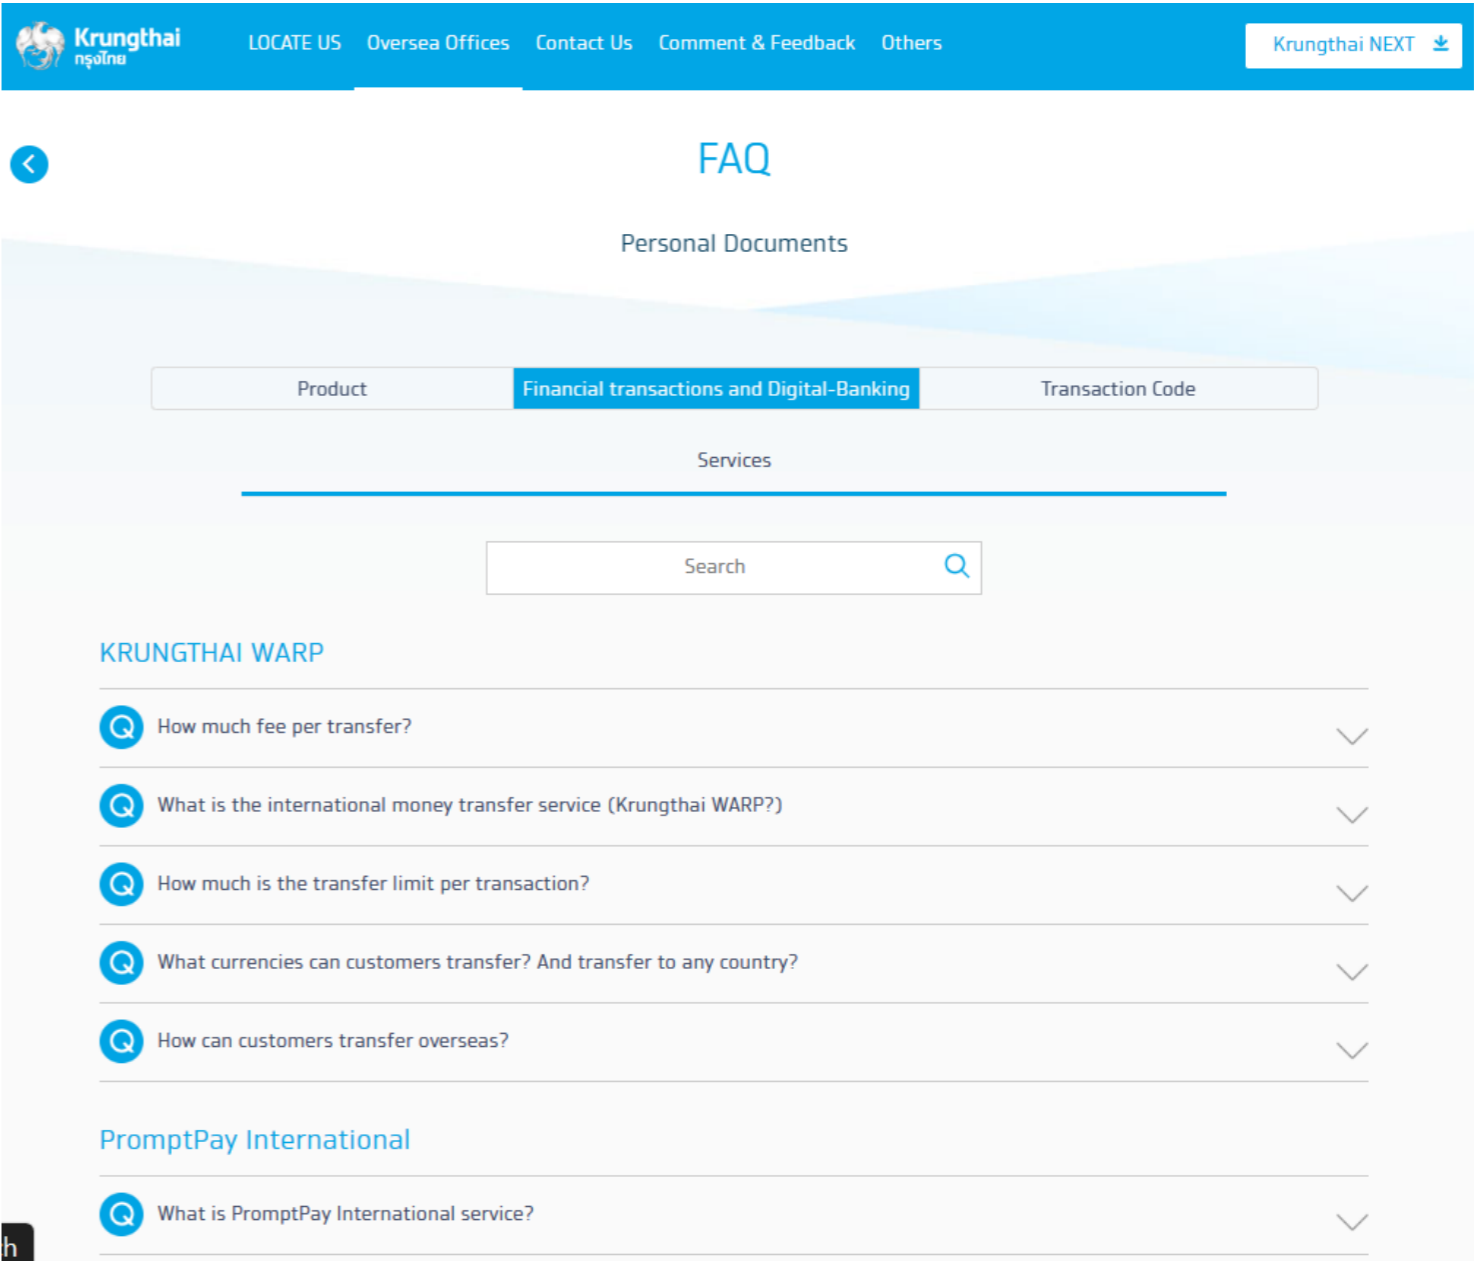 Krungthai
กรุงไทย
LOCATE US Oversea Offices Contact Us Comment & Feedback Others
Krungthai NEXT
FAQ
Personal Documents
Product Financial transactions and Digital-Banking Transaction Code
Services
Search
KRUNGTHAI WARP
Q How much fee per transfer?
Q What is the international money transfer service (Krungthai WARP?)
Q How much is the transfer limit per transaction?
Q What currencies can customers transfer? And transfer to any country?
Q How can customers transfer overseas?
PromptPay International
Q What is PromptPay International service?